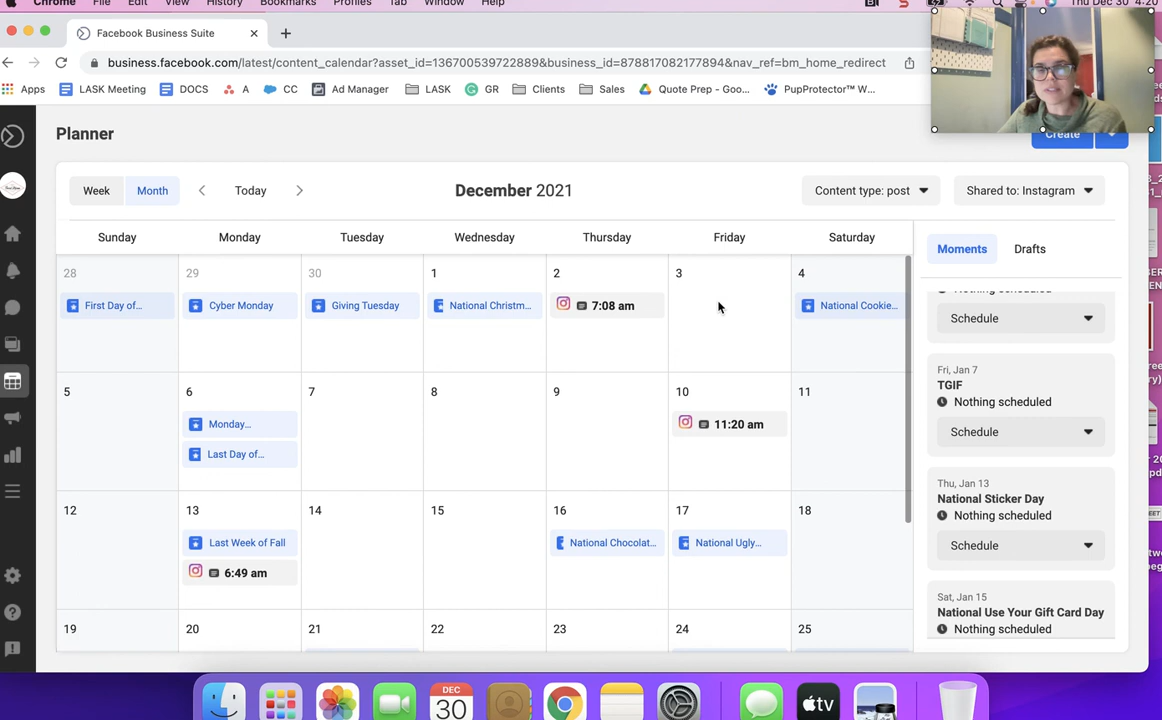 Chrome File Edit View History Bookmarks Profiles Tab Window Help Thu Dec 30 4:20
Facebook Business Suite
business.facebook.com/latest/content_calendar?asset_id=136700539722889&business_id=878817082177894&nav_ref=bm_home_redirect
Apps LASK Meeting DOCS A CC Ad Manager LASK GR Clients Sales Quote Prep - Goo... PupProtector™ W...
Planner
Create
Week Month Today December 2021 Content type: post Shared to: Instagram
Sunday Monday Tuesday Wednesday Thursday Friday Saturday
Moments Drafts
28 29 30 1 2 3 4
First Day of... Cyber Monday Giving Tuesday National Christm... 7:08 am National Cookie...
Nothing scheduled
Schedule
Fri, Jan 7
TGIF
Nothing scheduled
Schedule
5 6 7 8 9 10 11
Monday... 11:20 am
Last Day of...
Thu, Jan 13
National Sticker Day
Nothing scheduled
Schedule
12 13 14 15 16 17 18
Last Week of Fall National Chocolat... National Ugly...
6:49 am
Sat, Jan 15
National Use Your Gift Card Day
Nothing scheduled
19 20 21 22 23 24 25
DEC
30
tv